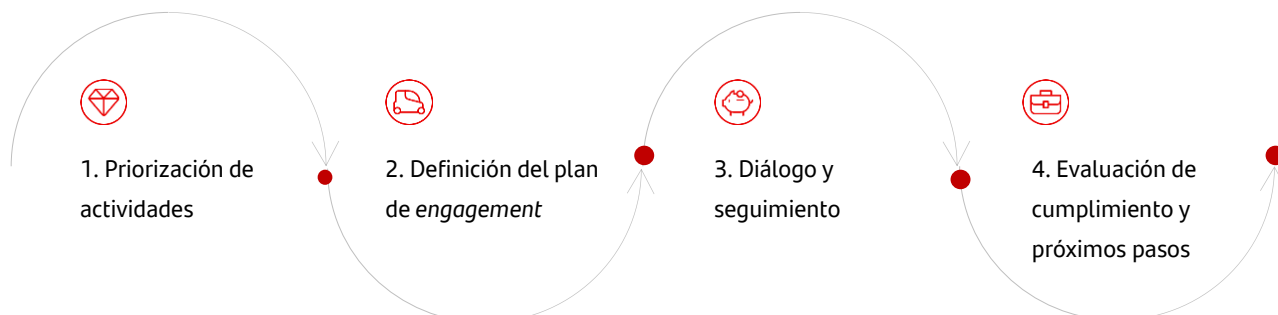 1. Priorización de
actividades
2. Definición del plan
de engagement
3. Diálogo y
seguimiento
4. Evaluación de
cumplimiento y
próximos pasos